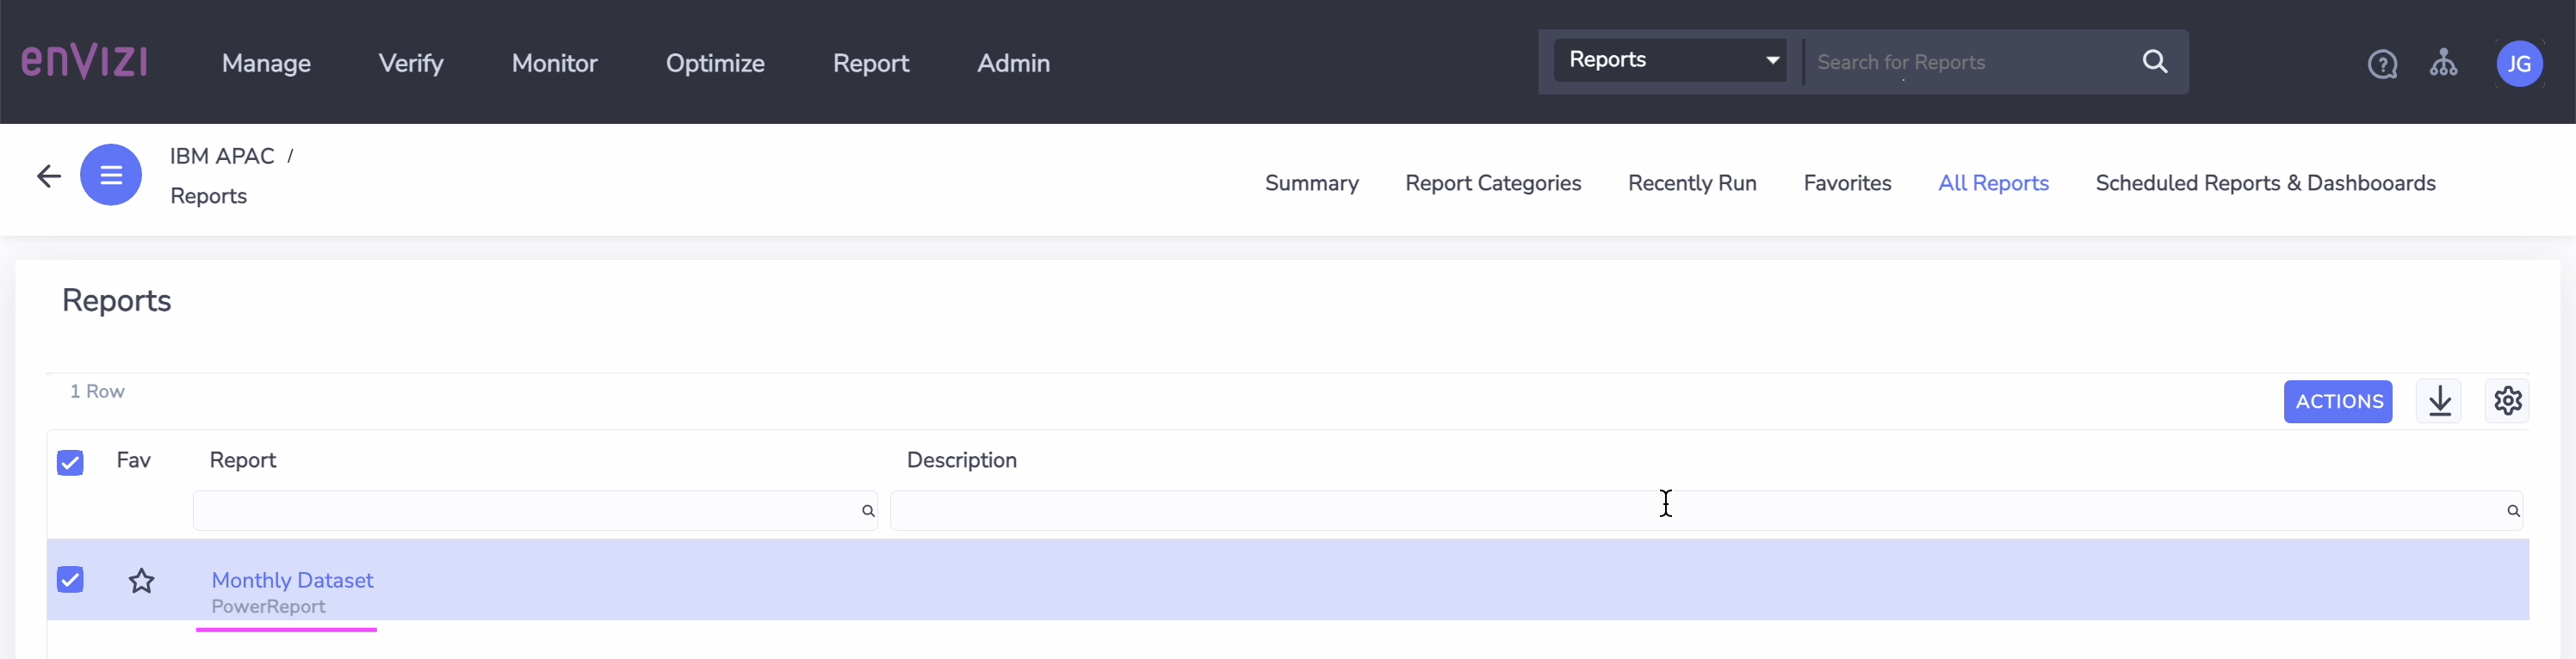 enVIZI
Manage
Verify
Monitor
Optimize
Report
Admin
Reports
Search for Reports
?
JG
IBM APAC /
Reports
Summary
Report Categories
Recently Run
Favorites
All Reports
Scheduled Reports & Dashbooards
Reports
1 Row
ACTIONS
Fav
Report
Description
Monthly Dataset
PowerReport